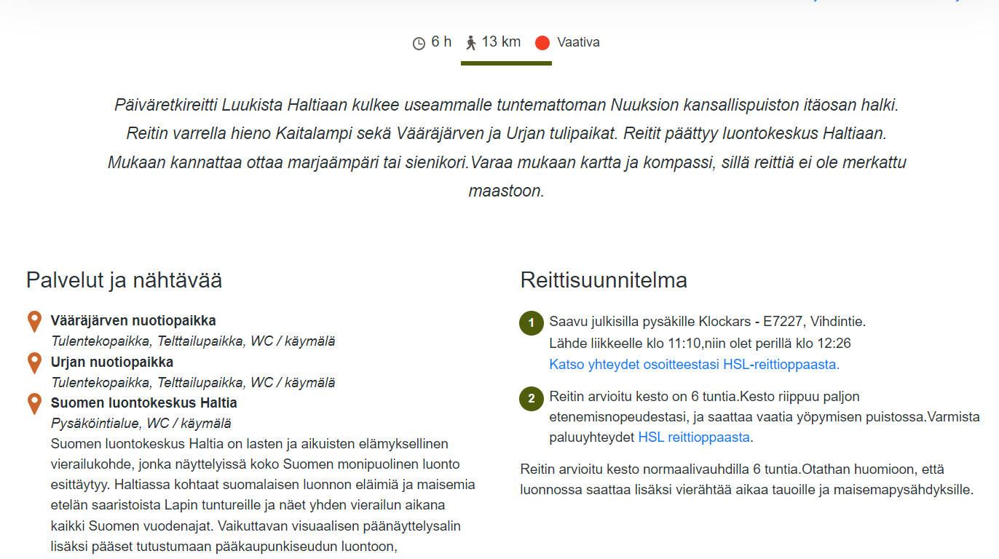 6 h 13 km Vaativa
Päiväretkireitti Luukista Haltiaan kulkee useammalle tuntemattoman Nuuksion kansallispuiston itäosan halki.
Reitin varrella hieno Kaitalampi sekä Vääräjärven ja Urjan tulipaikat. Reitit päättyy luontokeskus Haltiaan.
Mukaan kannattaa ottaa marjaämpäri tai sienikori.Varaa mukaan kartta ja kompassi, sillä reittiä ei ole merkattu
maastoon.
Palvelut ja nähtävää
Vääräjärven nuotiopaikka
Tulentekopaikka, Telttailupaikka, WC / käymälä
Urjan nuotiopaikka
Tulentekopaikka, Telttailupaikka, WC / käymälä
Suomen luontokeskus Haltia
Pysäköintialue, WC / käymälä
Suomen luontokeskus Haltia on lasten ja aikuisten elämyksellinen
vierailukohde, jonka näyttelyissä koko Suomen monipuolinen luonto
esittäytyy. Haltiassa kohtaat suomalaisen luonnon eläimiä ja maisemia
etelän saaristoista Lapin tuntureille ja näet yhden vierailun aikana
kaikki Suomen vuodenajat. Vaikuttavan visuaalisen päänäyttelysalin
lisäksi pääset tutustumaan pääkaupunkiseudun luontoon,
Reittisuunnitelma
1 Saavu julkisilla pysäkille Klockars - E7227, Vihdintie.
Lähde liikkeelle klo 11:10,niin olet perillä klo 12:26
Katso yhteydet osoitteestasi HSL-reittioppaasta.
2 Reitin arvioitu kesto on 6 tuntia.Kesto riippuu paljon
etenemisnopeudestasi, ja saattaa vaatia yöpymisen puistossa.Varmista
paluuyhteydet HSL reittioppaasta.
Reitin arvioitu kesto normaalivauhdilla 6 tuntia.Otathan huomioon, että
luonnossa saattaa lisäksi vierähtää aikaa tauoille ja maisemapysähdyksille.